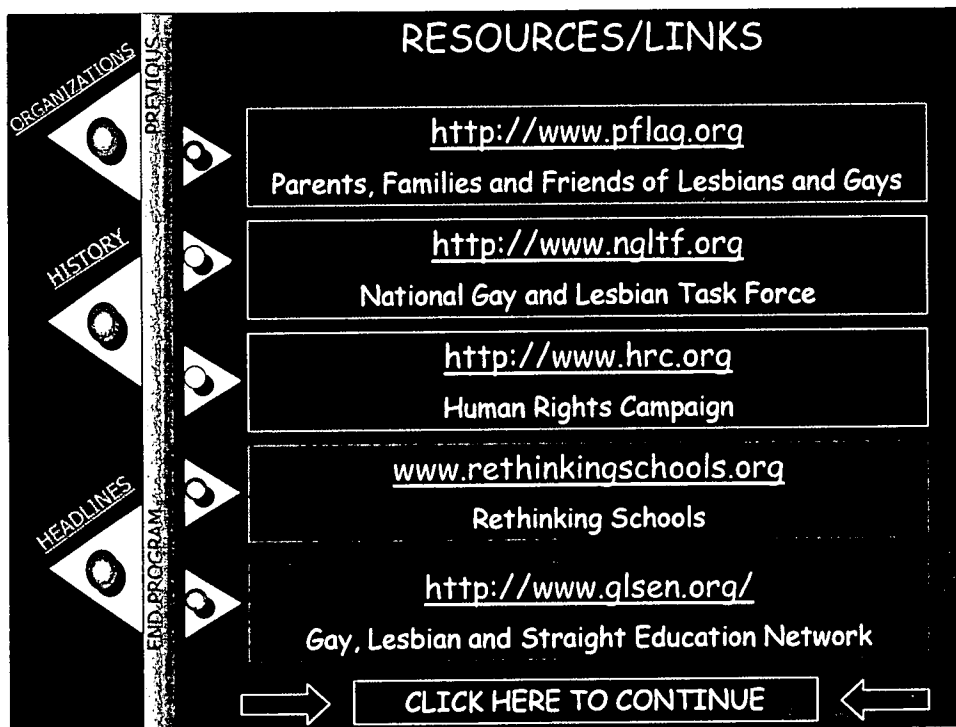 RESOURCES/LINKS
ORGANIZATIONS
PREVIOUS
http://www.pflag.org
Parents, Families and Friends of Lesbians and Gays
HISTORY
http://www.ngltf.org
National Gay and Lesbian Task Force
http://www.hrc.org
Human Rights Campaign
HEADLINES
END PROGRAM
www.rethinkingschools.org
Rethinking Schools
http://www.glsen.org/
Gay, Lesbian and Straight Education Network
CLICK HERE TO CONTINUE